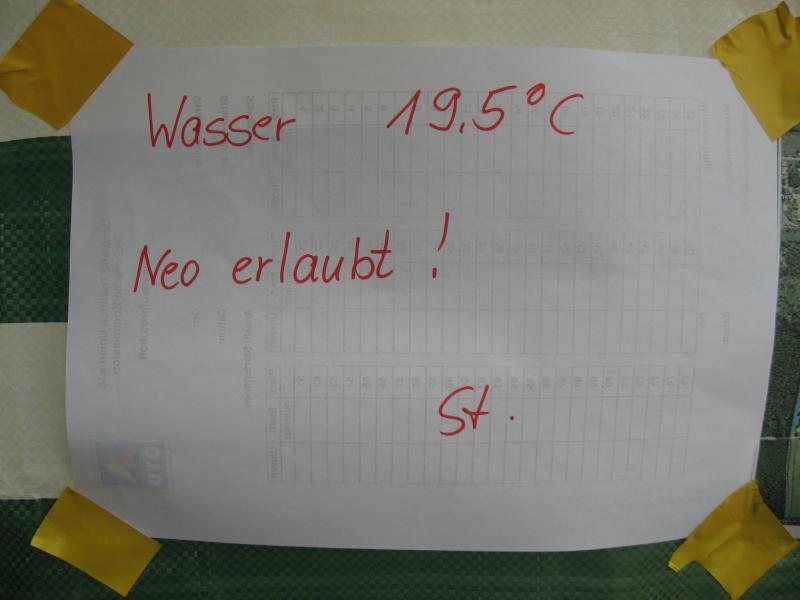 Wasser 19,5°C
Neo erlaubt!
St.